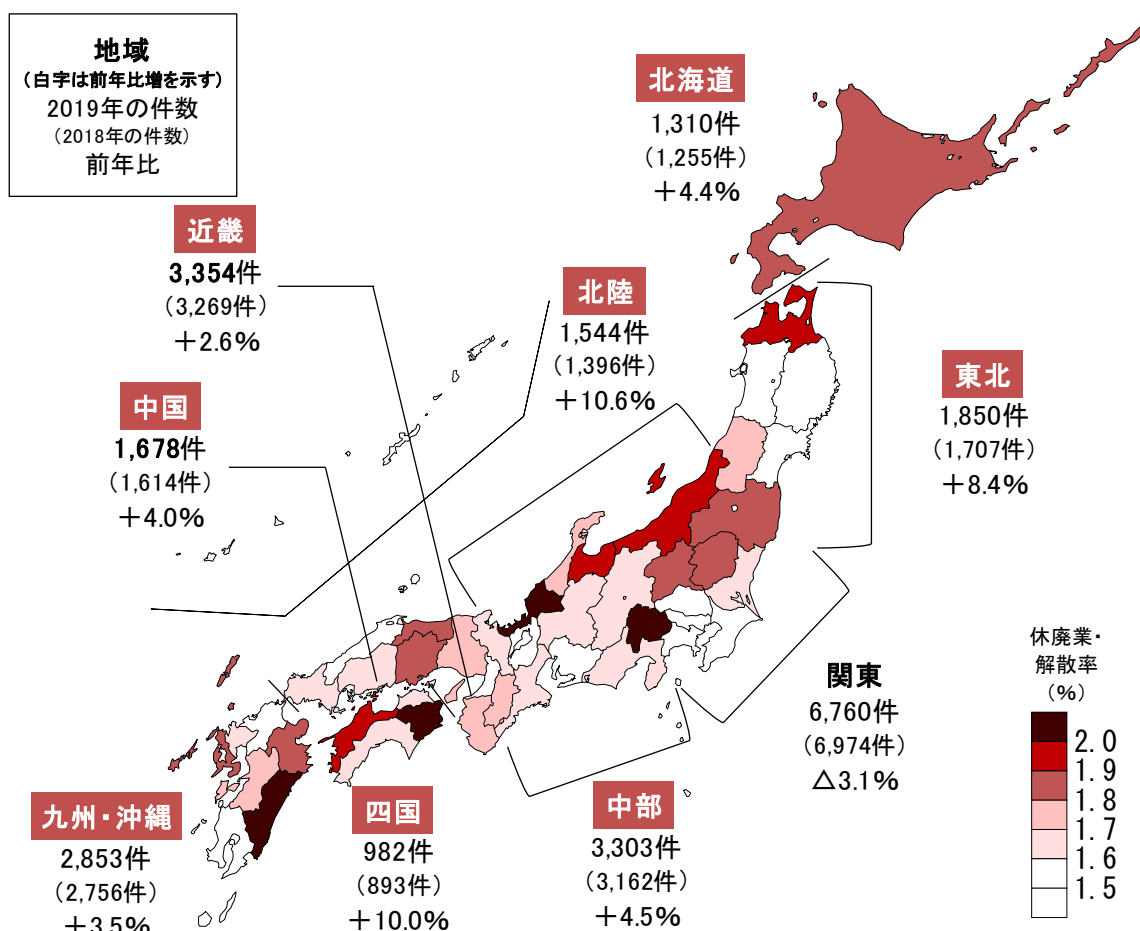 地域
（白字は前年比増を示す）
2019年の件数
（2018年の件数）
前年比
北海道
1,310件
（1,255件）
＋4.4%
近畿
3,354件
（3,269件）
＋2.6%
北陸
1,544件
（1,396件）
＋10.6%
東北
1,850件
（1,707件）
＋8.4%
中国
1,678件
（1,614件）
＋4.0%
関東
6,760件
（6,974件）
△3.1%
休廃業・
解散率
（%）
2.0
1.9
1.8
1.7
1.6
1.5
九州・沖縄
2,853件
（2,756件）
＋3.5%
四国
982件
（893件）
＋10.0%
中部
3,303件
（3,162件）
＋4.5%